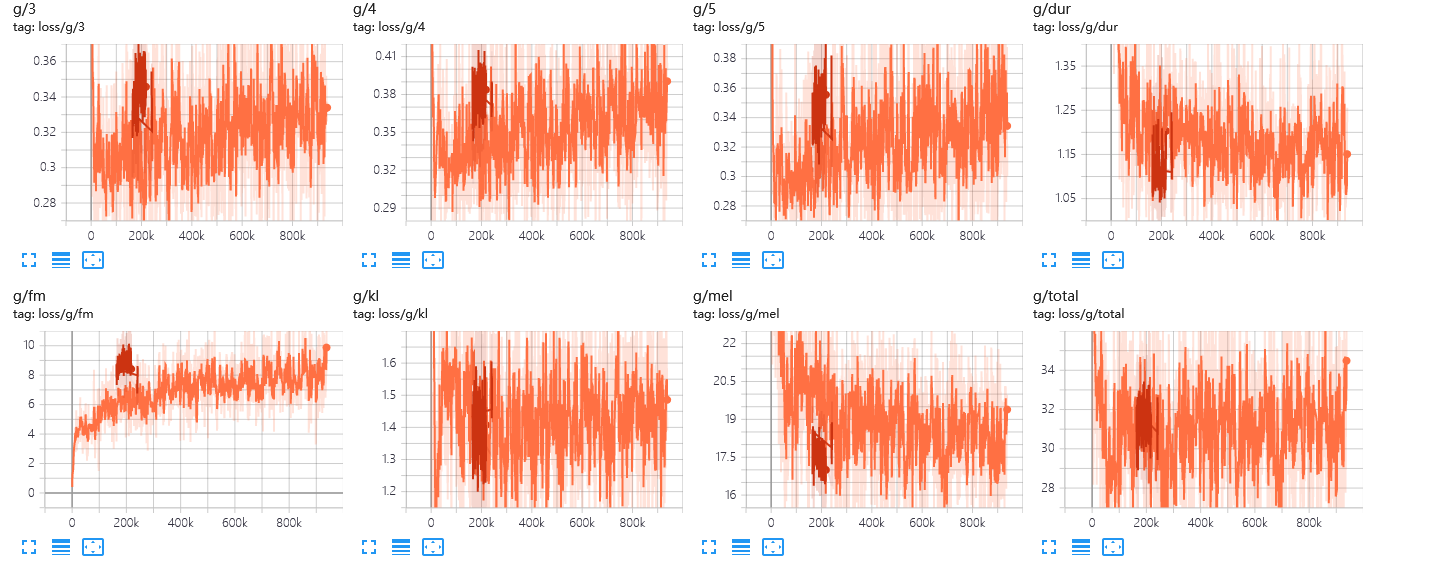 g/3
tag: loss/g/3
0.36
0.34
0.32
0.3
0.28
0 200k 400k 600k 800k
g/4
tag: loss/g/4
0.41
0.38
0.35
0.32
0.29
0 200k 400k 600k 800k
g/5
tag: loss/g/5
0.38
0.36
0.34
0.32
0.3
0.28
0 200k 400k 600k 800k
g/dur
tag: loss/g/dur
1.35
1.25
1.15
1.05
0 200k 400k 600k 800k
g/fm
tag: loss/g/fm
10
8
6
4
2
0
0 200k 400k 600k 800k
g/kl
tag: loss/g/kl
1.6
1.5
1.4
1.3
1.2
0 200k 400k 600k 800k
g/mel
tag: loss/g/mel
22
20.5
19
17.5
16
0 200k 400k 600k 800k
g/total
tag: loss/g/total
34
32
30
28
0 200k 400k 600k 800k